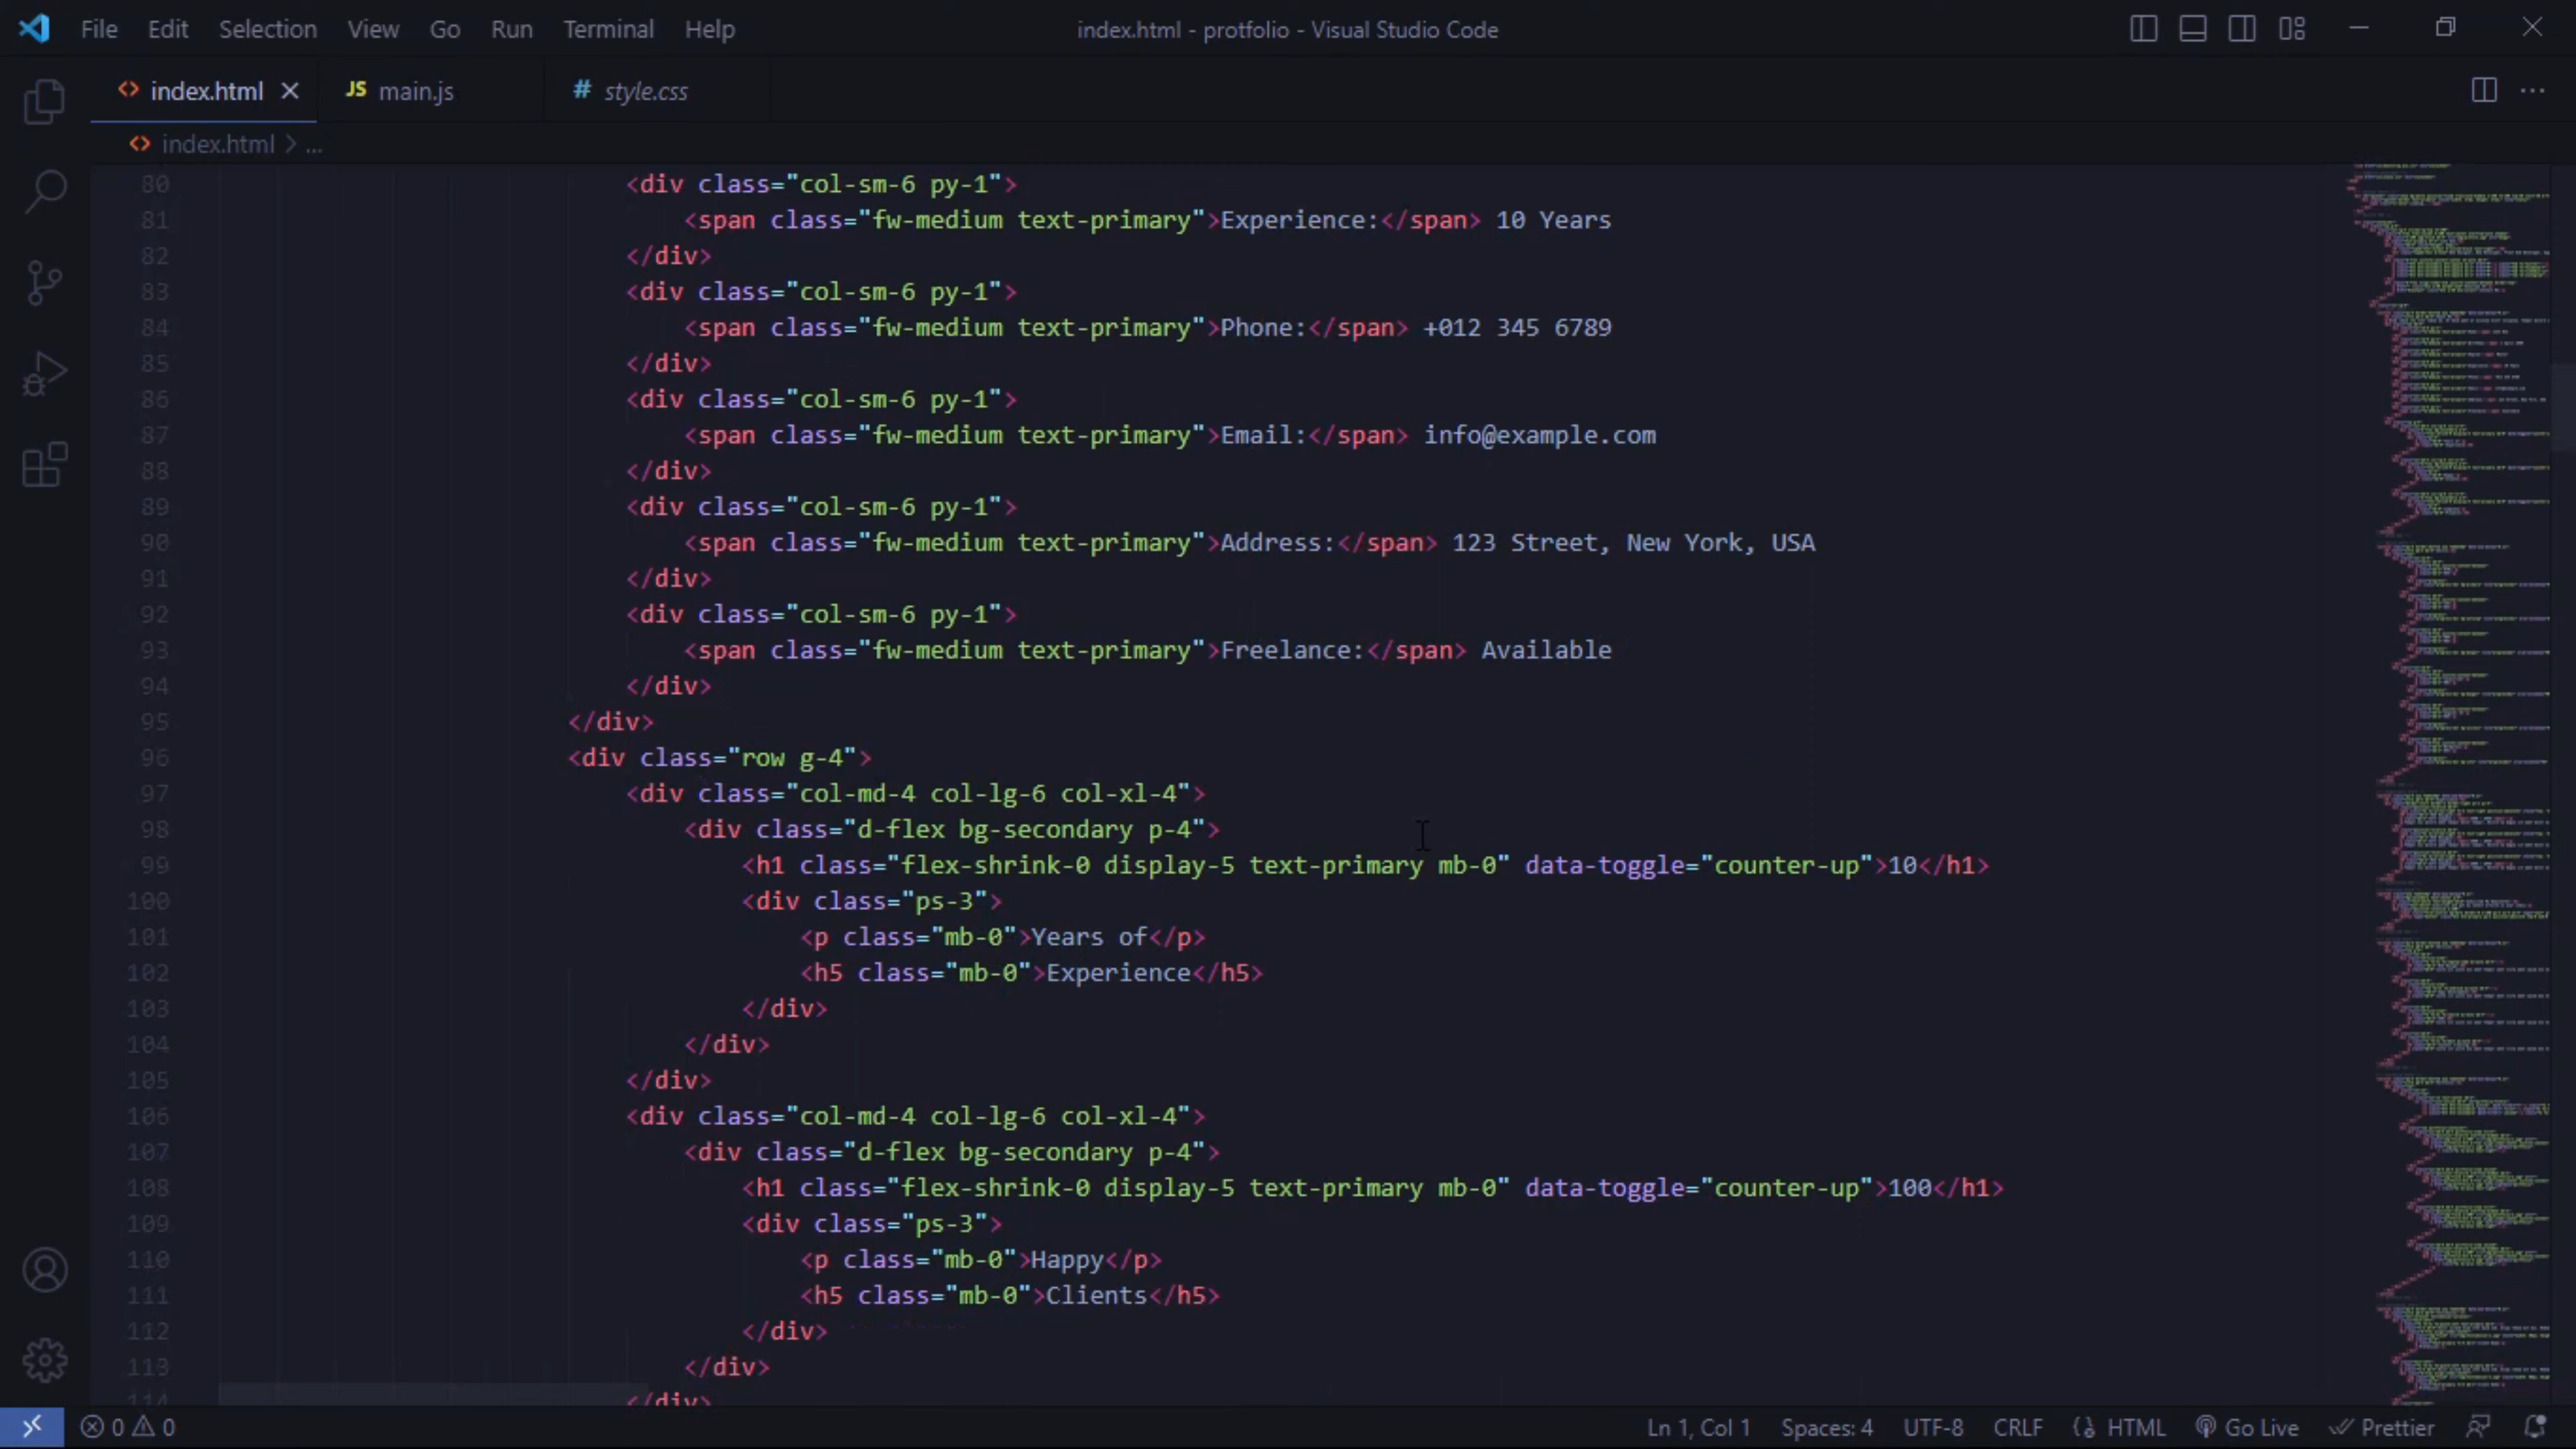 File Edit Selection View Go Run Terminal Help index.html - protfolio - Visual Studio Code
index.html JS main.js # style.css
index.html > ...
80 <div class="col-sm-6 py-1">
81 <span class="fw-medium text-primary">Experience:</span> 10 Years
82 </div>
83 <div class="col-sm-6 py-1">
84 <span class="fw-medium text-primary">Phone:</span> +012 345 6789
85 </div>
86 <div class="col-sm-6 py-1">
87 <span class="fw-medium text-primary">Email:</span> info@example.com
88 </div>
89 <div class="col-sm-6 py-1">
90 <span class="fw-medium text-primary">Address:</span> 123 Street, New York, USA
91 </div>
92 <div class="col-sm-6 py-1">
93 <span class="fw-medium text-primary">Freelance:</span> Available
94 </div>
95 </div>
96 <div class="row g-4">
97 <div class="col-md-4 col-lg-6 col-xl-4">
98 <div class="d-flex bg-secondary p-4">
99 <h1 class="flex-shrink-0 display-5 text-primary mb-0" data-toggle="counter-up">10</h1>
100 <div class="ps-3">
101 <p class="mb-0">Years of</p>
102 <h5 class="mb-0">Experience</h5>
103 </div>
104 </div>
105 </div>
106 <div class="col-md-4 col-lg-6 col-xl-4">
107 <div class="d-flex bg-secondary p-4">
108 <h1 class="flex-shrink-0 display-5 text-primary mb-0" data-toggle="counter-up">100</h1>
109 <div class="ps-3">
110 <p class="mb-0">Happy</p>
111 <h5 class="mb-0">Clients</h5>
112 </div>
113 </div>
114 </div>
0 0 Ln 1, Col 1 Spaces: 4 UTF-8 CRLF HTML Go Live Prettier